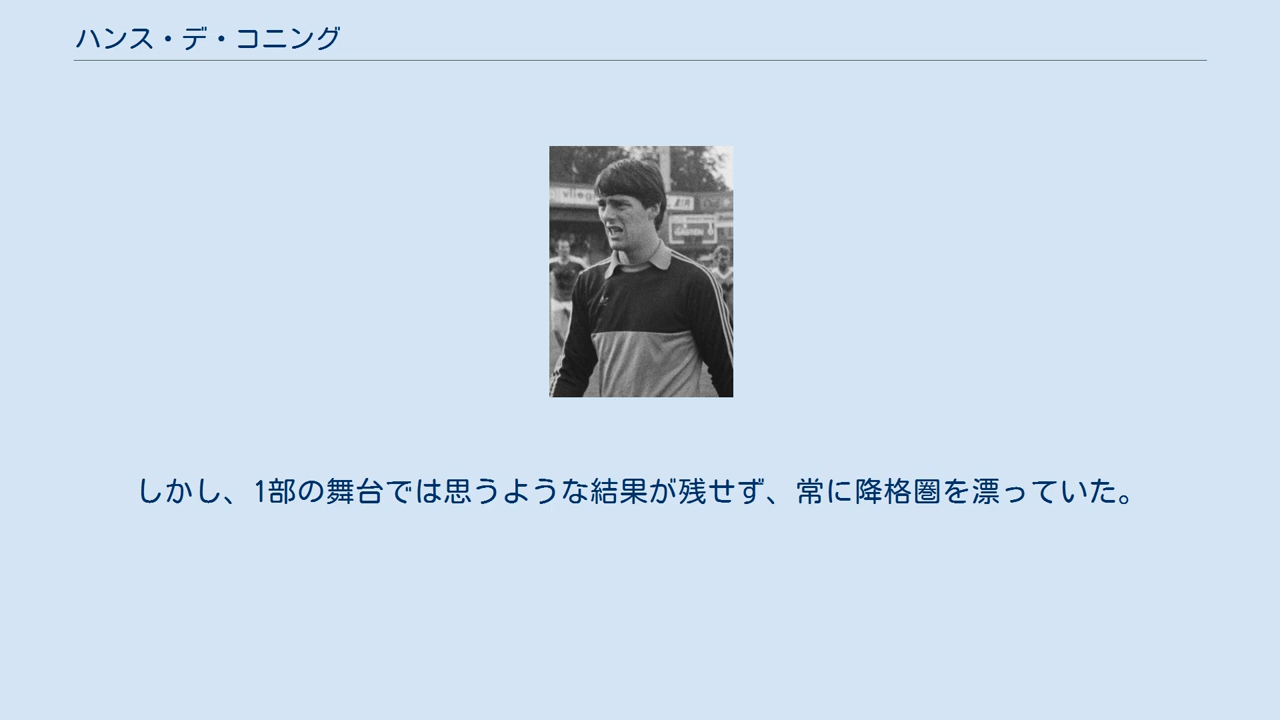 ハンス・デ・コニング
しかし、1部の舞台では思うような結果が残せず、常に降格圏を漂っていた。